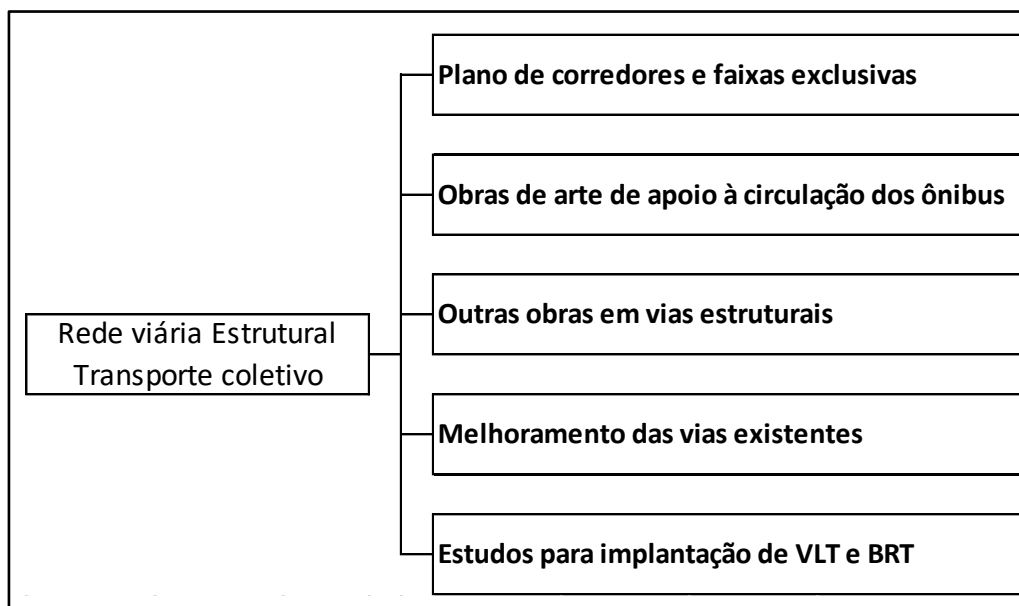 Plano de corredores e faixas exclusivas
Obras de arte de apoio à circulação dos ônibus
Outras obras em vias estruturais
Rede viária Estrutural
Transporte coletivo
Melhoramento das vias existentes
Estudos para implantação de VLT e BRT